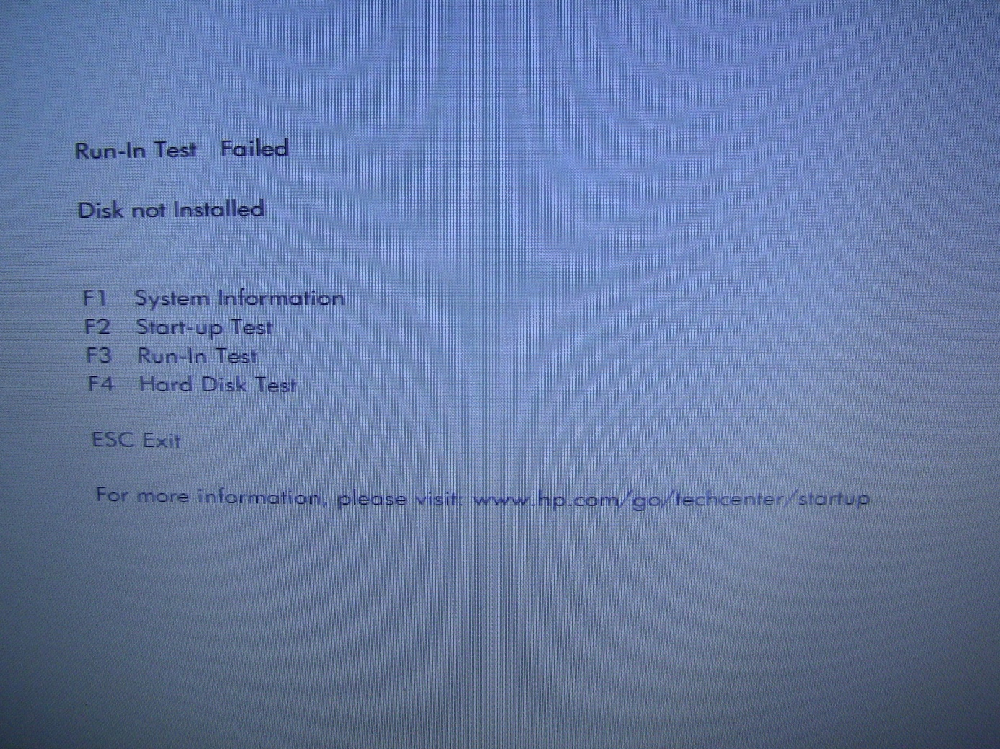 Run-In Test Failed
Disk not Installed
F1 System Information
F2 Start-up Test
F3 Run-In Test
F4 Hard Disk Test
ESC Exit
For more information, please visit: www.hp.com/go/techcenter/startup